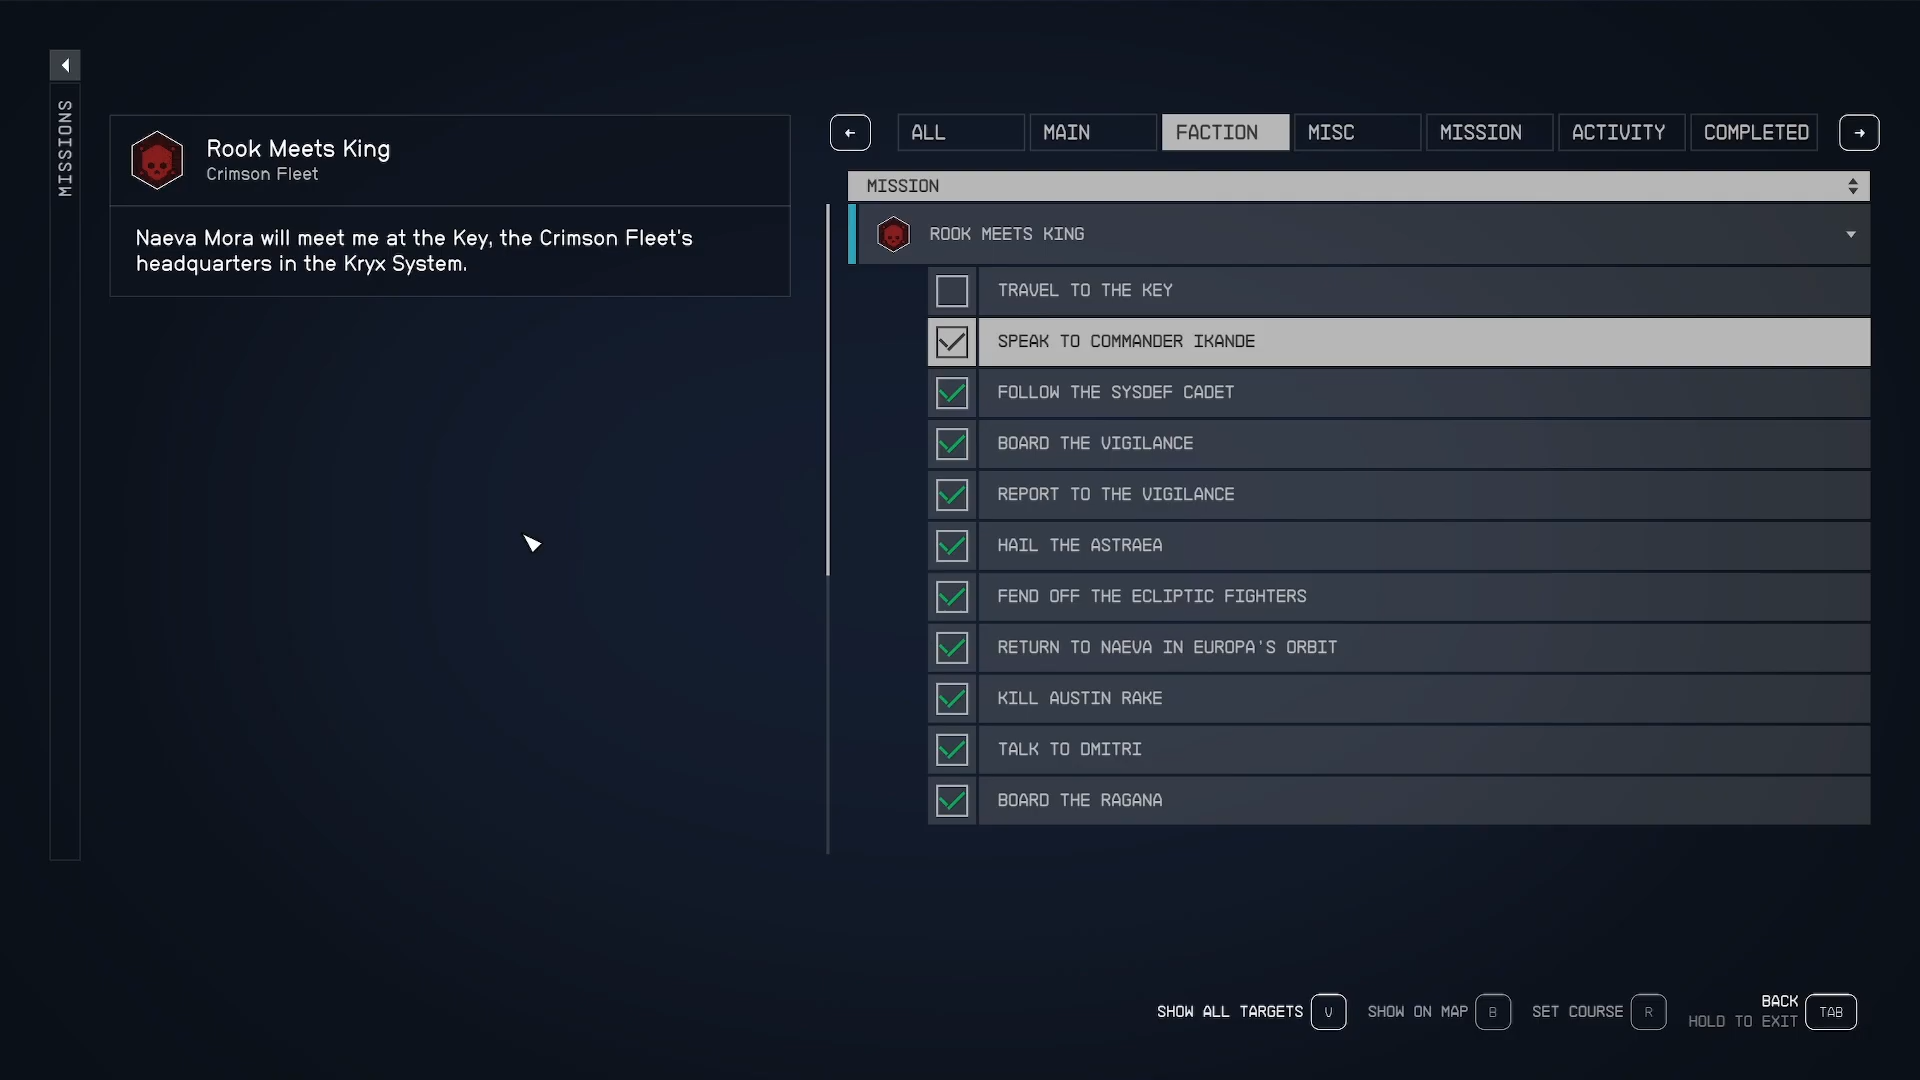 MISSIONS
Rook Meets King
Crimson Fleet
Naeva Mora will meet me at the Key, the Crimson Fleet's
headquarters in the Kryx System.
ALL
MAIN
FACTION
MISC
MISSION
ACTIVITY
COMPLETED
MISSION
ROOK MEETS KING
TRAVEL TO THE KEY
SPEAK TO COMMANDER IKANDE
FOLLOW THE SYSDEF CADET
BOARD THE VIGILANCE
REPORT TO THE VIGILANCE
HAIL THE ASTRAEA
FEND OFF THE ECLIPTIC FIGHTERS
RETURN TO NAEVA IN EUROPA'S ORBIT
KILL AUSTIN RAKE
TALK TO DMITRI
BOARD THE RAGANA
SHOW ALL TARGETS V
SHOW ON MAP B
SET COURSE R
BACK
HOLD TO EXIT
TAB